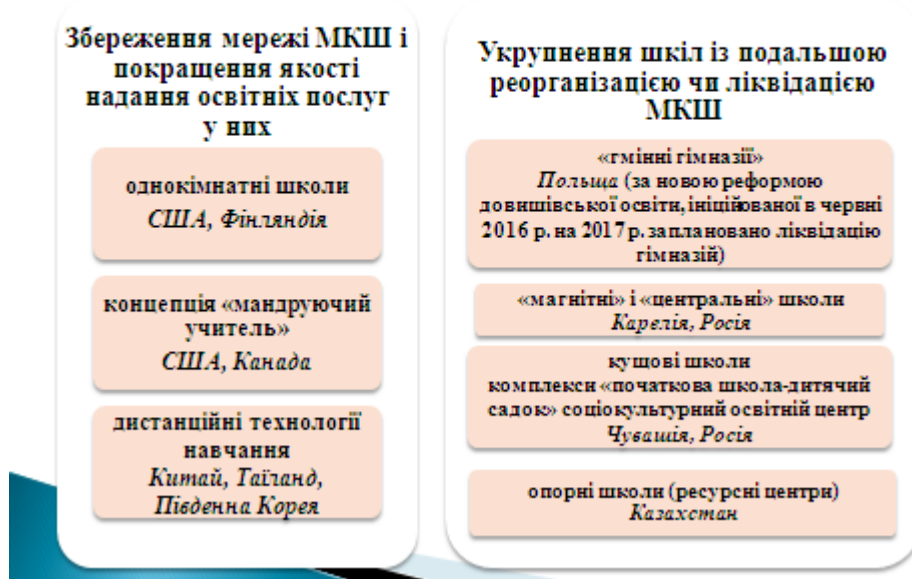 Збереження мережі МКШ і
покращення якості
надання освітніх послуг
у них
однокімнатні школи
США, Фінляндія
концепція «мандруючий
учитель»
США, Канада
дистанційні технології
навчання
Китай, Таїланд,
Південна Корея
Укрупнення шкіл із подальшою
реорганізацією чи ліквідацією
МКШ
«гмінні гімназії»
Польща (за новою реформою
довишівської освіти, ініційованої в червні
2016 р. на 2017 р. заплановано ліквідацію
гімназій)
«магнітні» і «центральні» школи
Карелія, Росія
кущові школи
комплекси «початкова школа-дитячий
садок» соціокультурний освітній центр
Чувашія, Росія
опорні школи (ресурсні центри)
Казахстан